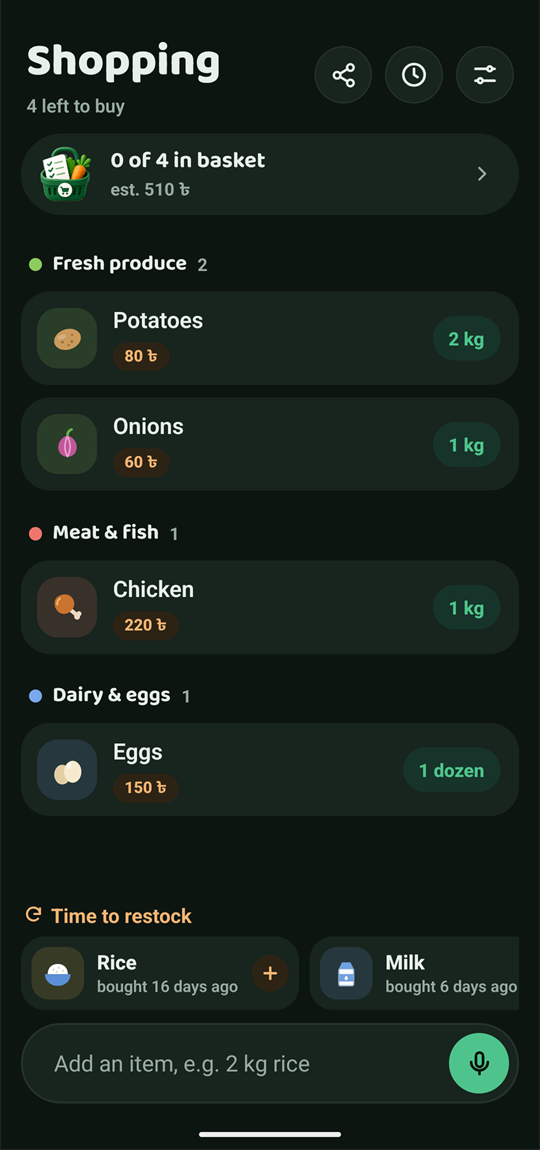 Shopping
4 left to buy
0 of 4 in basket
est. 510 ৳
Fresh produce 2
Potatoes
80 ৳
2 kg
Onions
60 ৳
1 kg
Meat & fish 1
Chicken
220 ৳
1 kg
Dairy & eggs 1
Eggs
150 ৳
1 dozen
Time to restock
Rice
bought 16 days ago
Milk
bought 6 days ago
Add an item, e.g. 2 kg rice